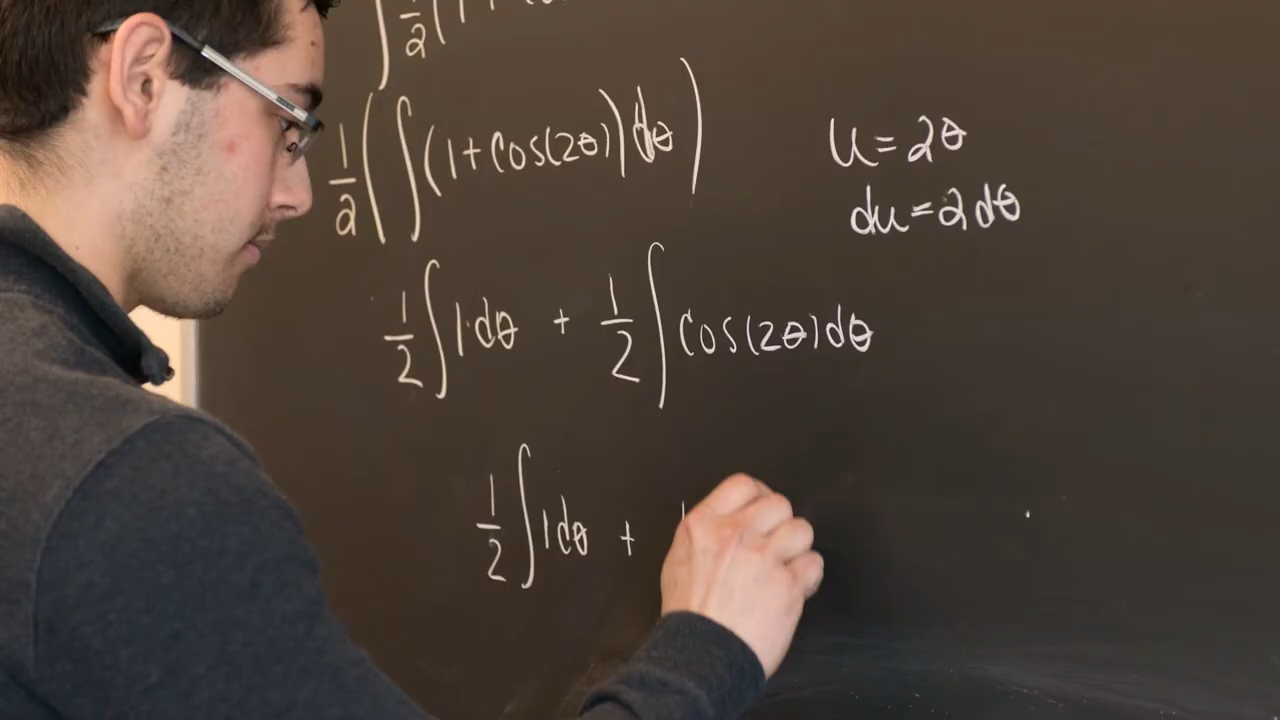 ∫ 1/2 (1 +
1/2 ( ∫ (1 + cos(2θ)) dθ )
u = 2θ
du = 2dθ
1/2 ∫ 1·dθ + 1/2 ∫ cos(2θ)dθ
1/2 ∫ 1dθ +